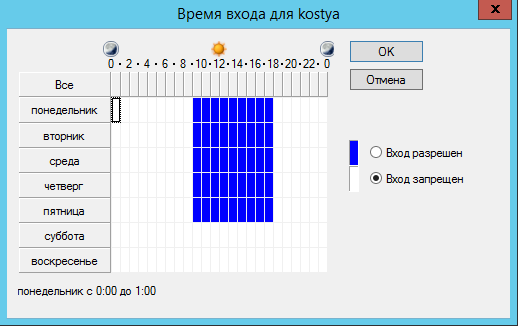 Время входа для kostya
x
0 · 2 · 4 · 6 · 8 · 10 · 12 · 14 · 16 · 18 · 20 · 22 · 0
OK
Отмена
Все
понедельник
вторник
среда
четверг
пятница
суббота
воскресенье
Вход разрешен
Вход запрещен
понедельник с 0:00 до 1:00